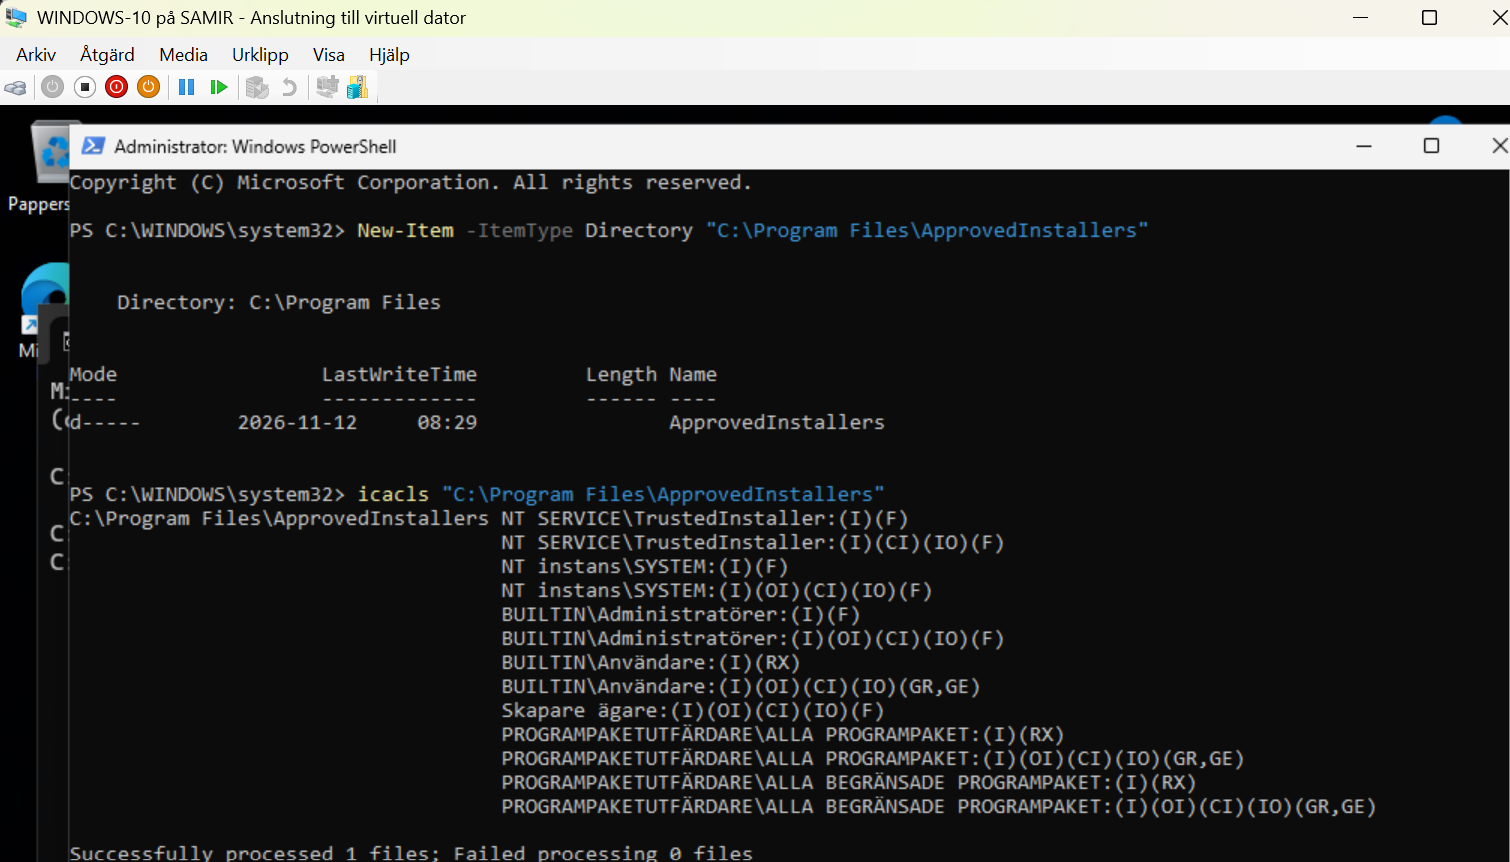 WINDOWS-10 på SAMIR - Anslutning till virtuell dator
Arkiv Åtgärd Media Urklipp Visa Hjälp
Administrator: Windows PowerShell
Copyright (C) Microsoft Corporation. All rights reserved.
Pappers
PS C:\WINDOWS\system32> New-Item -ItemType Directory "C:\Program Files\ApprovedInstallers"
Directory: C:\Program Files
Mi
Mode LastWriteTime Length Name
---- ------------- ------ ----
d----- 2026-11-12 08:29 ApprovedInstallers
PS C:\WINDOWS\system32> icacls "C:\Program Files\ApprovedInstallers"
C:\Program Files\ApprovedInstallers NT SERVICE\TrustedInstaller:(I)(F)
NT SERVICE\TrustedInstaller:(I)(CI)(IO)(F)
NT instans\SYSTEM:(I)(F)
NT instans\SYSTEM:(I)(OI)(CI)(IO)(F)
BUILTIN\Administratörer:(I)(F)
BUILTIN\Administratörer:(I)(OI)(CI)(IO)(F)
BUILTIN\Användare:(I)(RX)
BUILTIN\Användare:(I)(OI)(CI)(IO)(GR,GE)
Skapare ägare:(I)(OI)(CI)(IO)(F)
PROGRAMPAKETUTFÄRDARE\ALLA PROGRAMPAKET:(I)(RX)
PROGRAMPAKETUTFÄRDARE\ALLA PROGRAMPAKET:(I)(OI)(CI)(IO)(GR,GE)
PROGRAMPAKETUTFÄRDARE\ALLA BEGRÄNSADE PROGRAMPAKET:(I)(RX)
PROGRAMPAKETUTFÄRDARE\ALLA BEGRÄNSADE PROGRAMPAKET:(I)(OI)(CI)(IO)(GR,GE)
Successfully processed 1 files; Failed processing 0 files